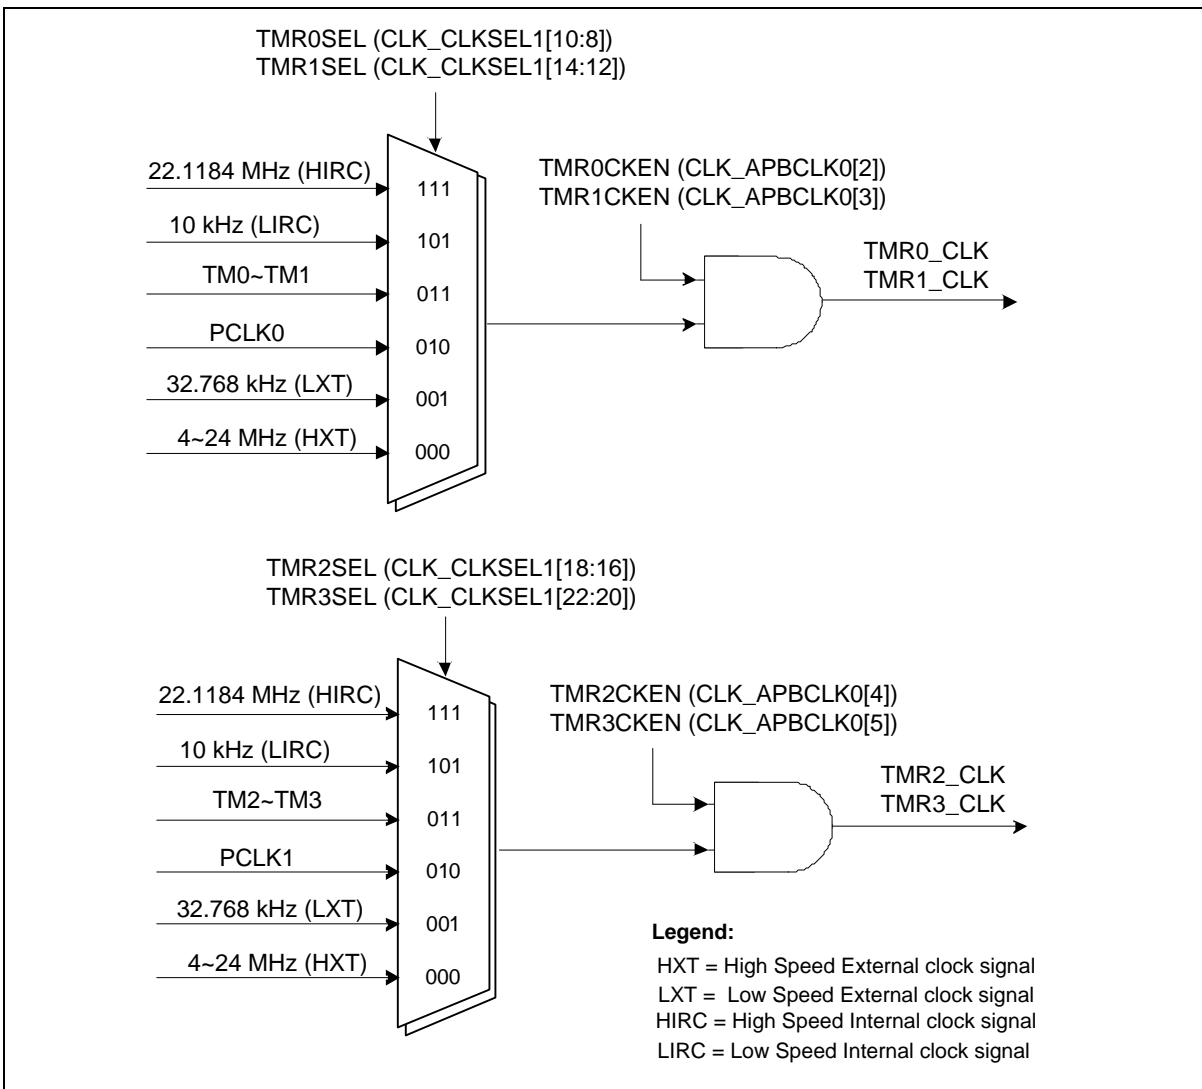 TMR0SEL (CLK_CLKSEL1[10:8])
TMR1SEL (CLK_CLKSEL1[14:12])
22.1184 MHz (HIRC)
111
TMR0CKEN (CLK_APBCLK0[2])
TMR1CKEN (CLK_APBCLK0[3])
10 kHz (LIRC)
101
TMR0_CLK
TMR1_CLK
TM0~TM1
011
PCLK0
010
32.768 kHz (LXT)
001
4~24 MHz (HXT)
000
TMR2SEL (CLK_CLKSEL1[18:16])
TMR3SEL (CLK_CLKSEL1[22:20])
22.1184 MHz (HIRC)
111
TMR2CKEN (CLK_APBCLK0[4])
TMR3CKEN (CLK_APBCLK0[5])
10 kHz (LIRC)
101
TMR2_CLK
TMR3_CLK
TM2~TM3
011
PCLK1
010
32.768 kHz (LXT)
001
4~24 MHz (HXT)
000
Legend:
HXT = High Speed External clock signal
LXT = Low Speed External clock signal
HIRC = High Speed Internal clock signal
LIRC = Low Speed Internal clock signal